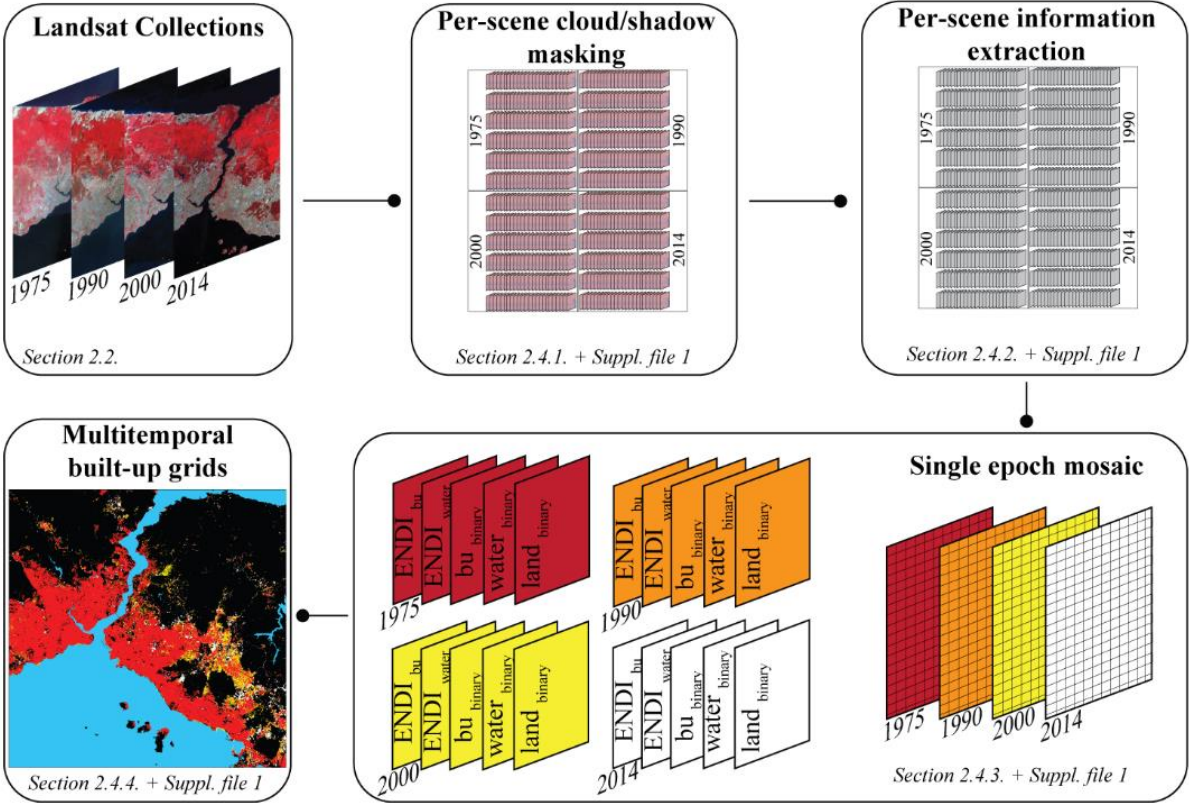 Landsat Collections
1975
1990
2000
2014
Section 2.2.
Per-scene cloud/shadow
masking
1975
1990
2000
2014
Section 2.4.1. + Suppl. file 1
Per-scene information
extraction
1975
1990
2000
2014
Section 2.4.2. + Suppl. file 1
Multitemporal
built-up grids
Section 2.4.4. + Suppl. file 1
ENDI bu
ENDI water
bu binary
water binary
land binary
1975
ENDI bu
ENDI water
bu binary
water binary
land binary
1990
ENDI bu
ENDI water
bu binary
water binary
land binary
2000
ENDI bu
ENDI water
bu binary
water binary
land binary
2014
Single epoch mosaic
1975
1990
2000
2014
Section 2.4.3. + Suppl. file 1